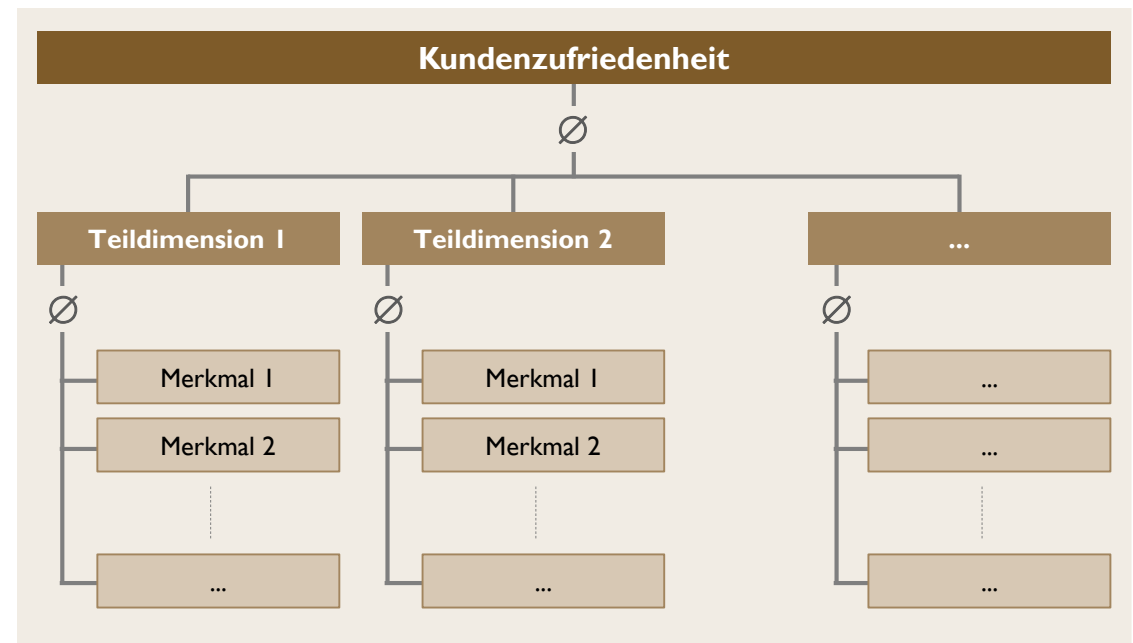 Kundenzufriedenheit
∅
Teildimension 1
Teildimension 2
...
∅
∅
∅
Merkmal 1
Merkmal 1
...
Merkmal 2
Merkmal 2
...
...
...
...